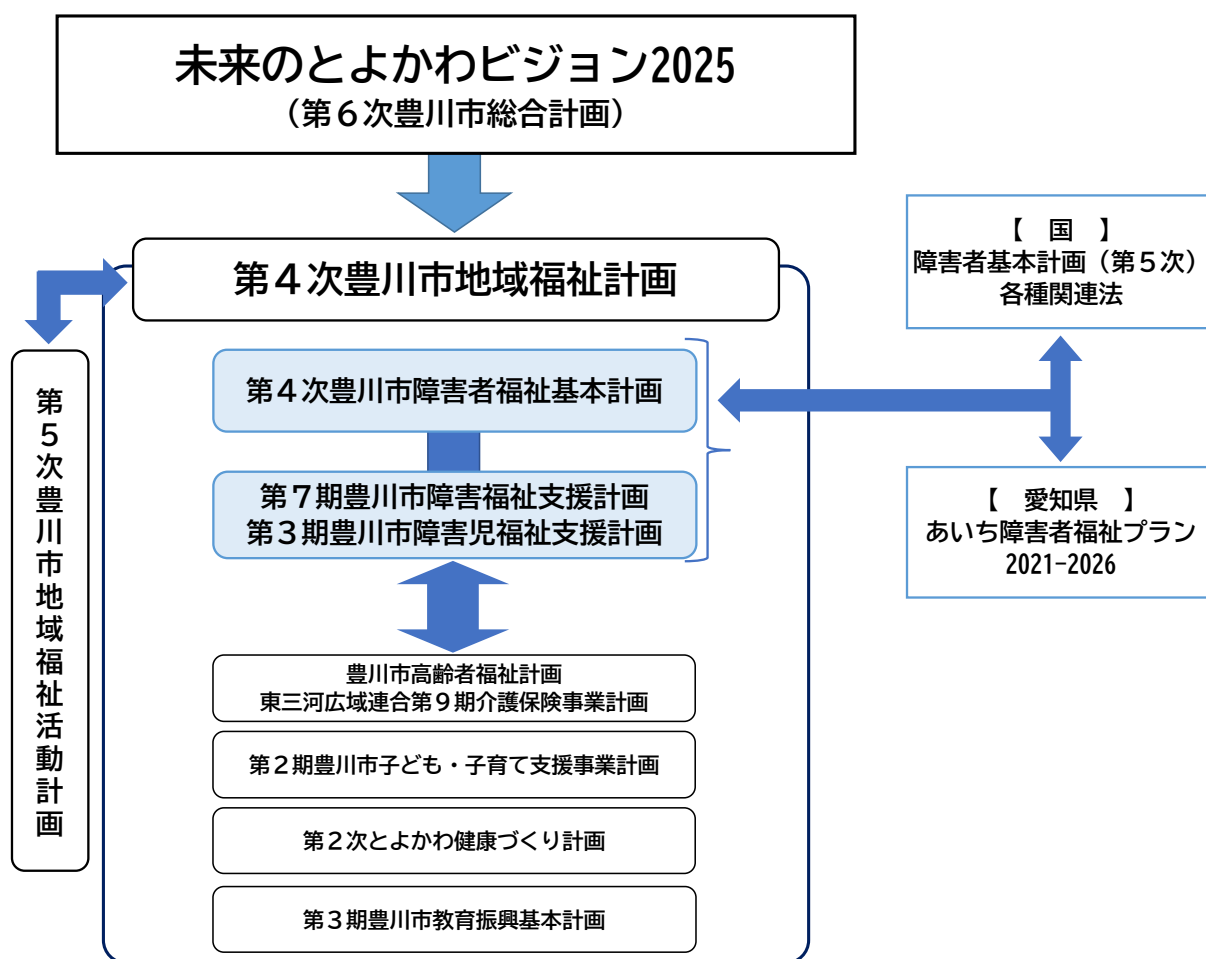 未来のとよかわビジョン2025
（第６次豊川市総合計画）
第４次豊川市地域福祉計画
第５次豊川市地域福祉活動計画
第４次豊川市障害者福祉基本計画
第７期豊川市障害福祉支援計画
第３期豊川市障害児福祉支援計画
豊川市高齢者福祉計画
東三河広域連合第９期介護保険事業計画
第２期豊川市子ども・子育て支援事業計画
第２次とよかわ健康づくり計画
第３期豊川市教育振興基本計画
【　国　】
障害者基本計画（第５次）
各種関連法
【　愛知県　】
あいち障害者福祉プラン
2021-2026